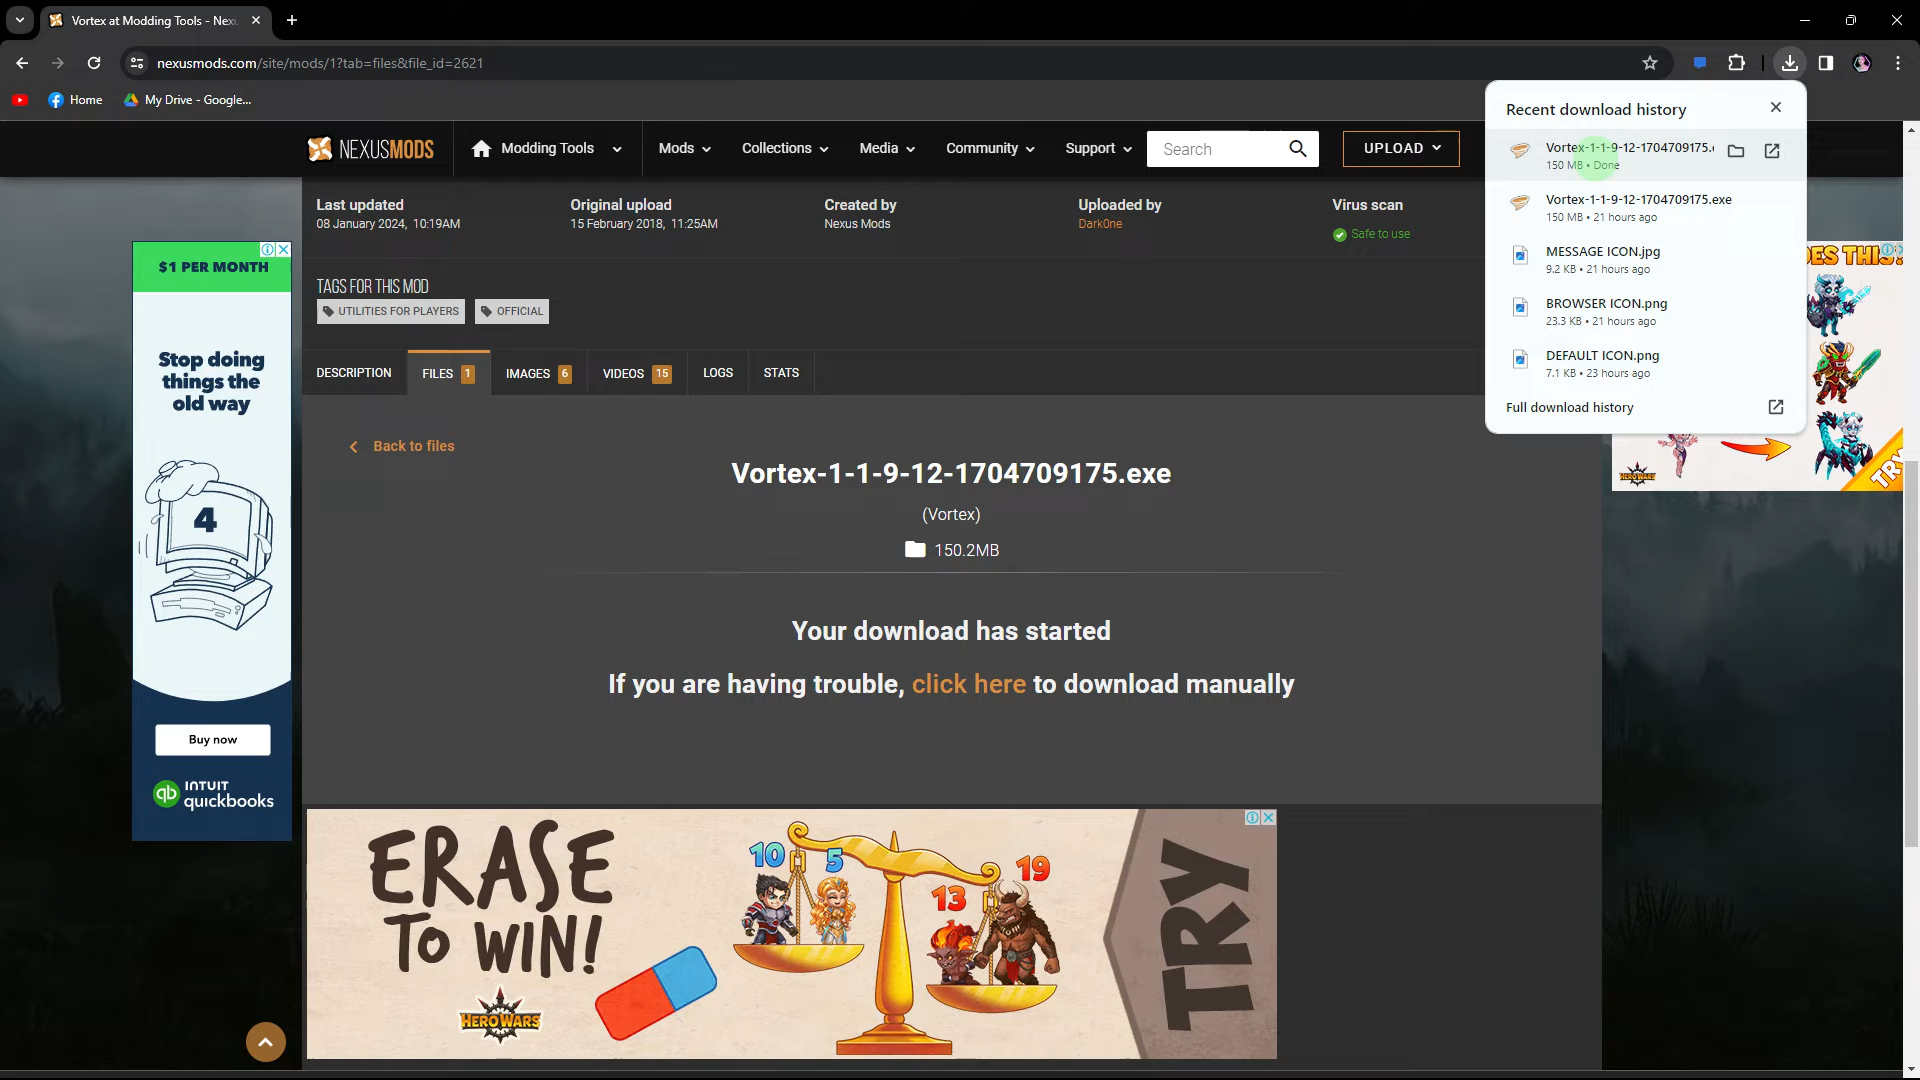 Vortex at Modding Tools - Nexu
nexusmods.com/site/mods/1?tab=files&file_id=2621
Home
My Drive - Google...
Recent download history
Vortex-1-1-9-12-1704709175.e
150 MB • Done
Vortex-1-1-9-12-1704709175.exe
150 MB • 21 hours ago
MESSAGE ICON.jpg
9.2 KB • 21 hours ago
BROWSER ICON.png
23.3 KB • 21 hours ago
DEFAULT ICON.png
7.1 KB • 23 hours ago
Full download history
NEXUSMODS
Modding Tools
Mods
Collections
Media
Community
Support
Search
UPLOAD
Last updated
08 January 2024, 10:19AM
Original upload
15 February 2018, 11:25AM
Created by
Nexus Mods
Uploaded by
Dark0ne
Virus scan
Safe to use
TAGS FOR THIS MOD
UTILITIES FOR PLAYERS
OFFICIAL
DESCRIPTION
FILES 1
IMAGES 6
VIDEOS 15
LOGS
STATS
Back to files
Vortex-1-1-9-12-1704709175.exe
(Vortex)
150.2MB
Your download has started
If you are having trouble, click here to download manually
$1 PER MONTH
Stop doing
things the
old way
4
Buy now
qb
INTUIT
quickbooks
DES THIS!
TRY
HERO WARS
ERASE
TO WIN!
HERO WARS
10
5
13
19
TRY